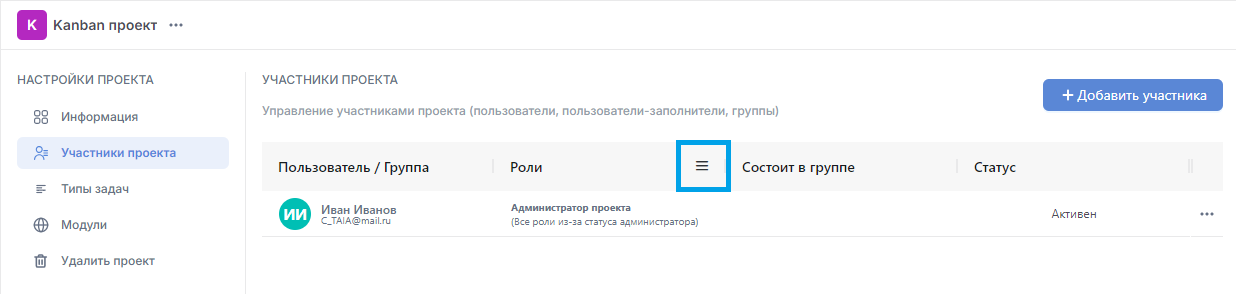 K Kanban проект
НАСТРОЙКИ ПРОЕКТА
Информация
Участники проекта
Типы задач
Модули
Удалить проект
УЧАСТНИКИ ПРОЕКТА
Управление участниками проекта (пользователи, пользователи-заполнители, группы)
+ Добавить участника
Пользователь / Группа Роли Состоит в группе Статус
ИИ Иван Иванов Администратор проекта Активен
C_TAIA@mail.ru (Все роли из-за статуса администратора)